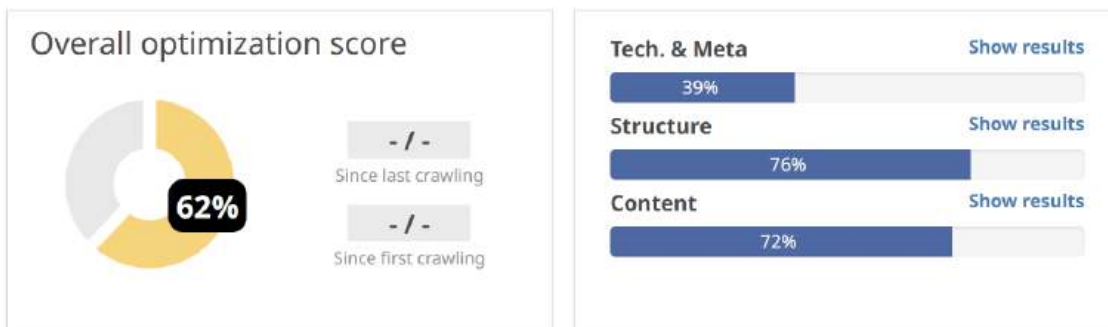 Overall optimization score
62%
- / -
Since last crawling
- / -
Since first crawling
Tech. & Meta Show results
39%
Structure Show results
76%
Content Show results
72%